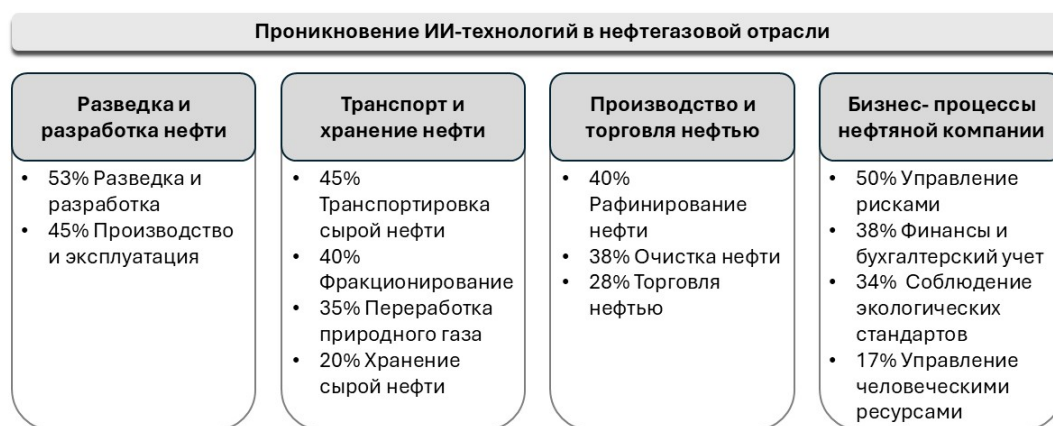 Проникновение ИИ-технологий в нефтегазовой отрасли
Разведка и
разработка нефти
• 53% Разведка и
разработка
• 45% Производство
и эксплуатация
Транспорт и
хранение нефти
• 45%
Транспортировка
сырой нефти
• 40%
Фракционирование
• 35% Переработка
природного газа
• 20% Хранение
сырой нефти
Производство и
торговля нефтью
• 40%
Рафинирование
нефти
• 38% Очистка нефти
• 28% Торговля
нефтью
Бизнес- процессы
нефтяной компании
• 50% Управление
рисками
• 38% Финансы и
бухгалтерский учет
• 34% Соблюдение
экологических
стандартов
• 17% Управление
человеческими
ресурсами